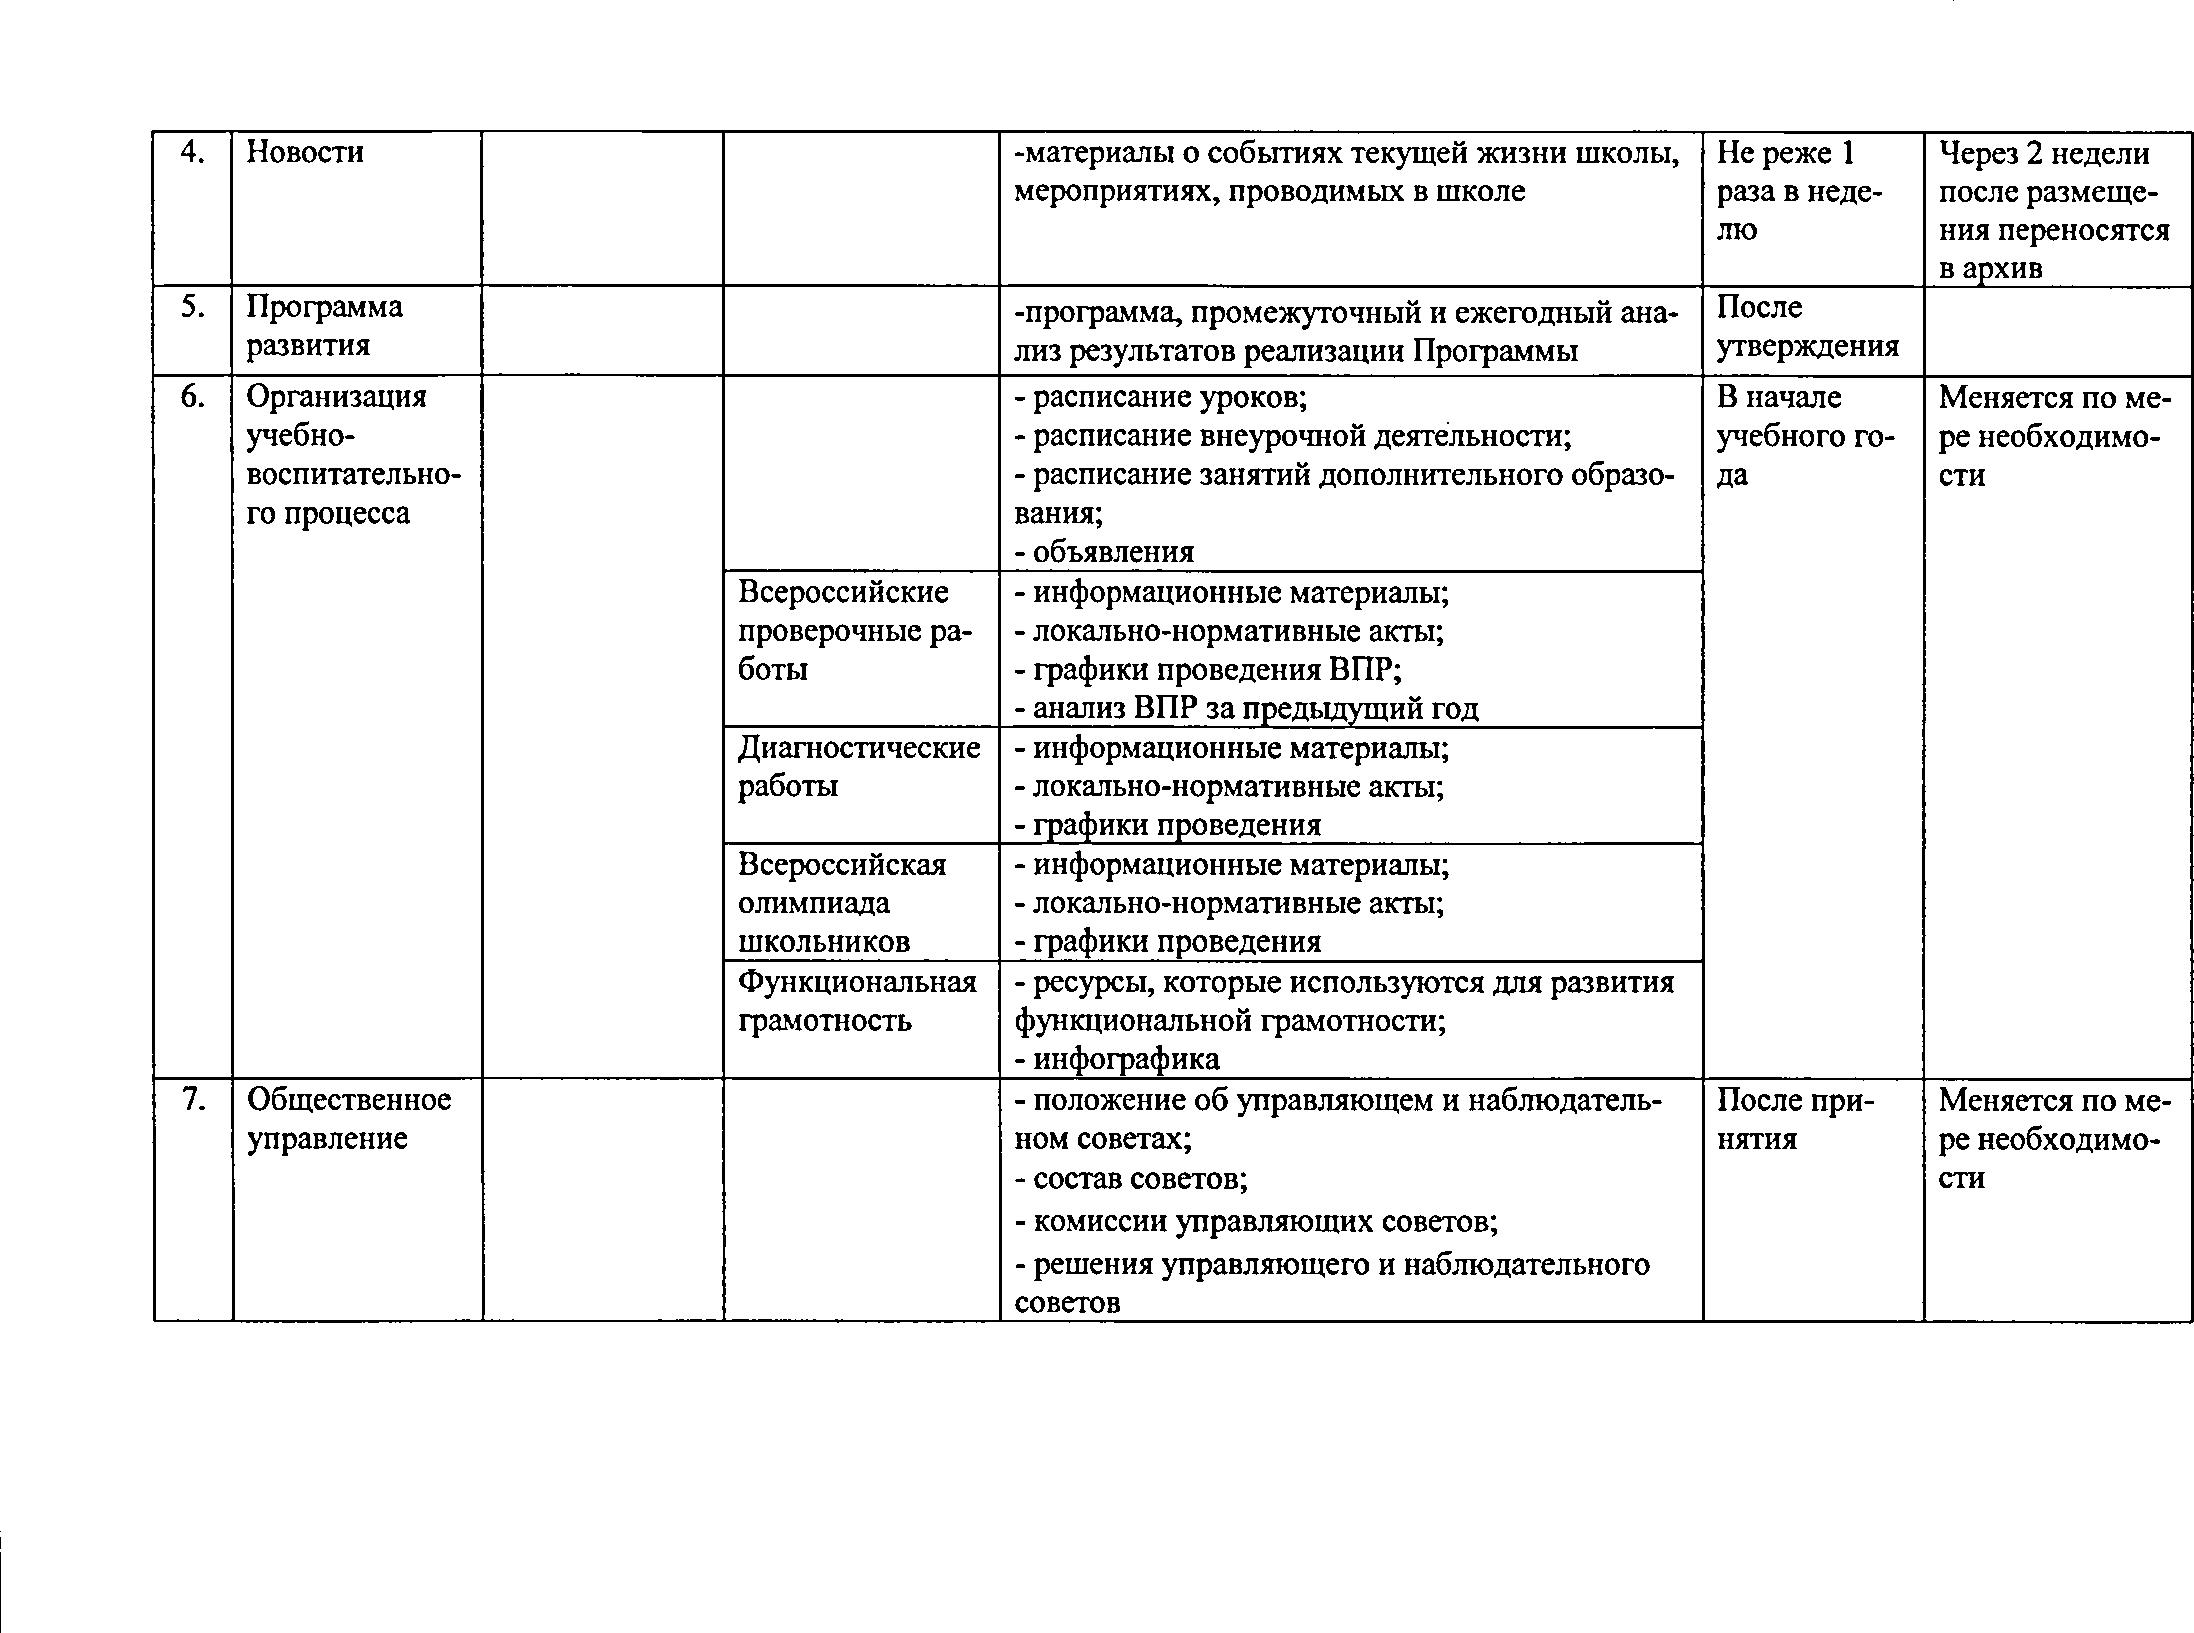 4.
Новости
-материалы о событиях текущей жизни школы,
мероприятиях, проводимых в школе
Не реже 1
раза в неде-
лю
Через 2 недели
после размеще-
ния переносятся
в архив
5.
Программа
развития
-программа, промежуточный и ежегодный ана-
лиз результатов реализации Программы
После
утверждения
6.
Организация
учебно-
воспитательно-
го процесса
- расписание уроков;
- расписание внеурочной деятельности;
- расписание занятий дополнительного образо-
вания;
- объявления
В начале
учебного го-
да
Меняется по ме-
ре необходимо-
сти
Всероссийские
проверочные ра-
боты
- информационные материалы;
- локально-нормативные акты;
- графики проведения ВПР;
- анализ ВПР за предыдущий год
Диагностические
работы
- информационные материалы;
- локально-нормативные акты;
- графики проведения
Всероссийская
олимпиада
школьников
- информационные материалы;
- локально-нормативные акты;
- графики проведения
Функциональная
грамотность
- ресурсы, которые используются для развития
функциональной грамотности;
- инфографика
7.
Общественное
управление
- положение об управляющем и наблюдатель-
ном советах;
- состав советов;
- комиссии управляющих советов;
- решения управляющего и наблюдательного
советов
После при-
нятия
Меняется по ме-
ре необходимо-
сти